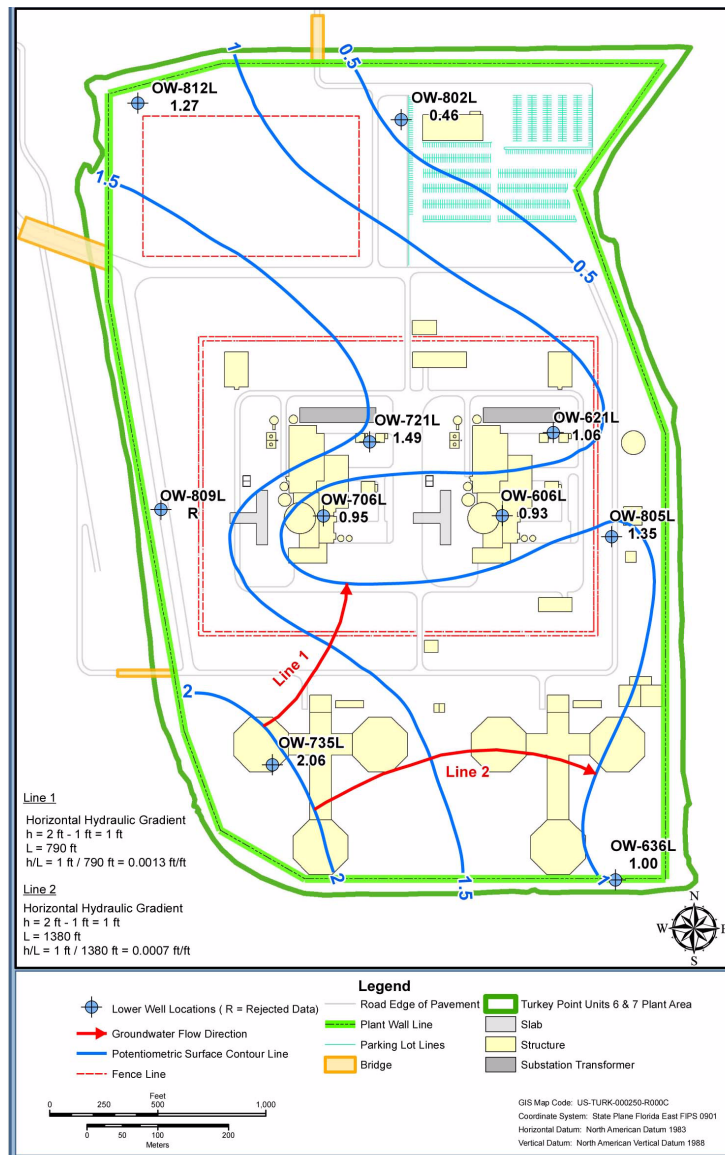 1
0.5
OW-812L
1.27
OW-802L
0.46
1.5
0.5
OW-721L
1.49
OW-621L
1.06
OW-809L
R
OW-706L
0.95
OW-606L
0.93
OW-805L
1.35
Line 1
2
OW-735L
2.06
Line 2
Line 1
Horizontal Hydraulic Gradient
h = 2 ft - 1 ft = 1 ft
L = 790 ft
h/L = 1 ft / 790 ft = 0.0013 ft/ft
Line 2
Horizontal Hydraulic Gradient
h = 2 ft - 1 ft = 1 ft
L = 1380 ft
h/L = 1 ft / 1380 ft = 0.0007 ft/ft
OW-636L
1.00
2
1.5
1
N
W
E
S
Legend
Lower Well Locations ( R = Rejected Data)
Groundwater Flow Direction
Potentiometric Surface Contour Line
Fence Line
Road Edge of Pavement
Plant Wall Line
Parking Lot Lines
Bridge
Turkey Point Units 6 & 7 Plant Area
Slab
Structure
Substation Transformer
Feet
0 250 500 1,000
0 50 100 200
Meters
GIS Map Code: US-TURK-000250-R000C
Coordinate System: State Plane Florida East FIPS 0901
Horizontal Datum: North American Datum 1983
Vertical Datum: North American Vertical Datum 1988